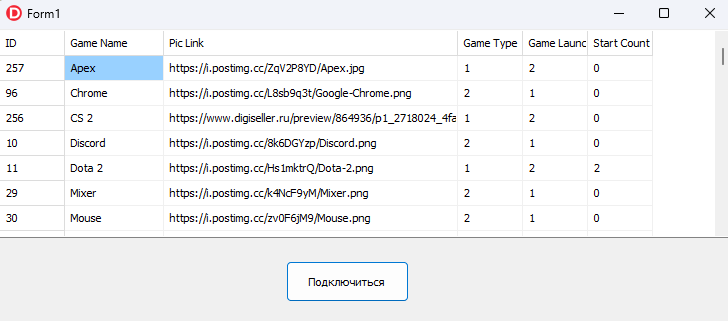 Form1
ID Game Name Pic Link Game Type Game Launc Start Count
257 Apex https://i.postimg.cc/ZqV2P8YD/Apex.jpg 1 2 0
96 Chrome https://i.postimg.cc/L8sb9q3t/Google-Chrome.png 2 1 0
256 CS 2 https://www.digiseller.ru/preview/864936/p1_2718024_4fa 1 2 0
10 Discord https://i.postimg.cc/8k6DGYzp/Discord.png 2 1 0
11 Dota 2 https://i.postimg.cc/Hs1mktrQ/Dota-2.png 1 2 2
29 Mixer https://i.postimg.cc/k4NcF9yM/Mixer.png 2 1 0
30 Mouse https://i.postimg.cc/zv0F6jM9/Mouse.png 2 1 0
Подключиться